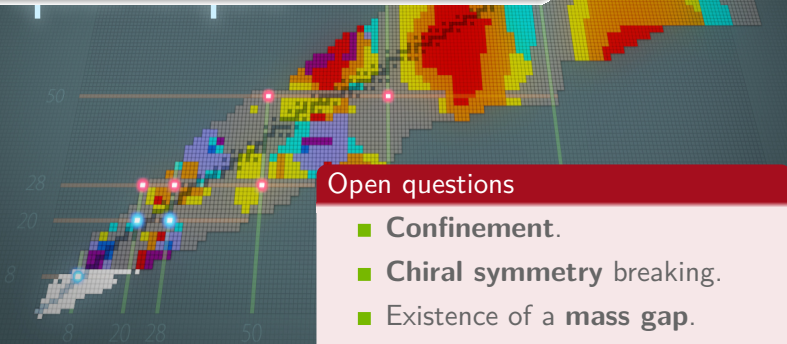 50
28
20
8
8 20 28 50
Open questions
Confinement.
Chiral symmetry breaking.
Existence of a mass gap.